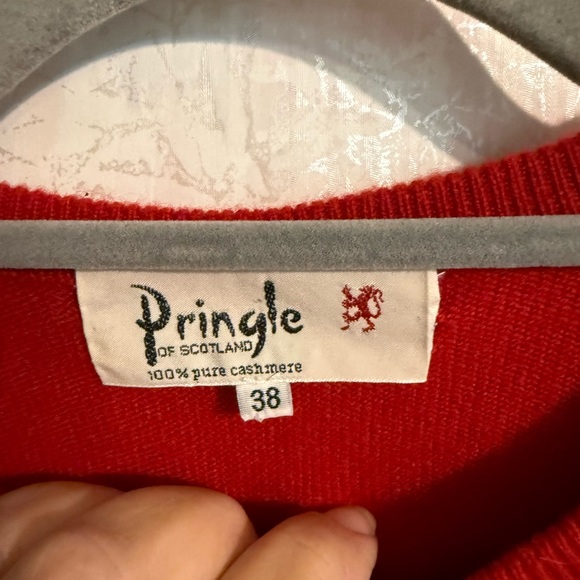 Pringle
OF SCOTLAND
100% pure cashmere
38